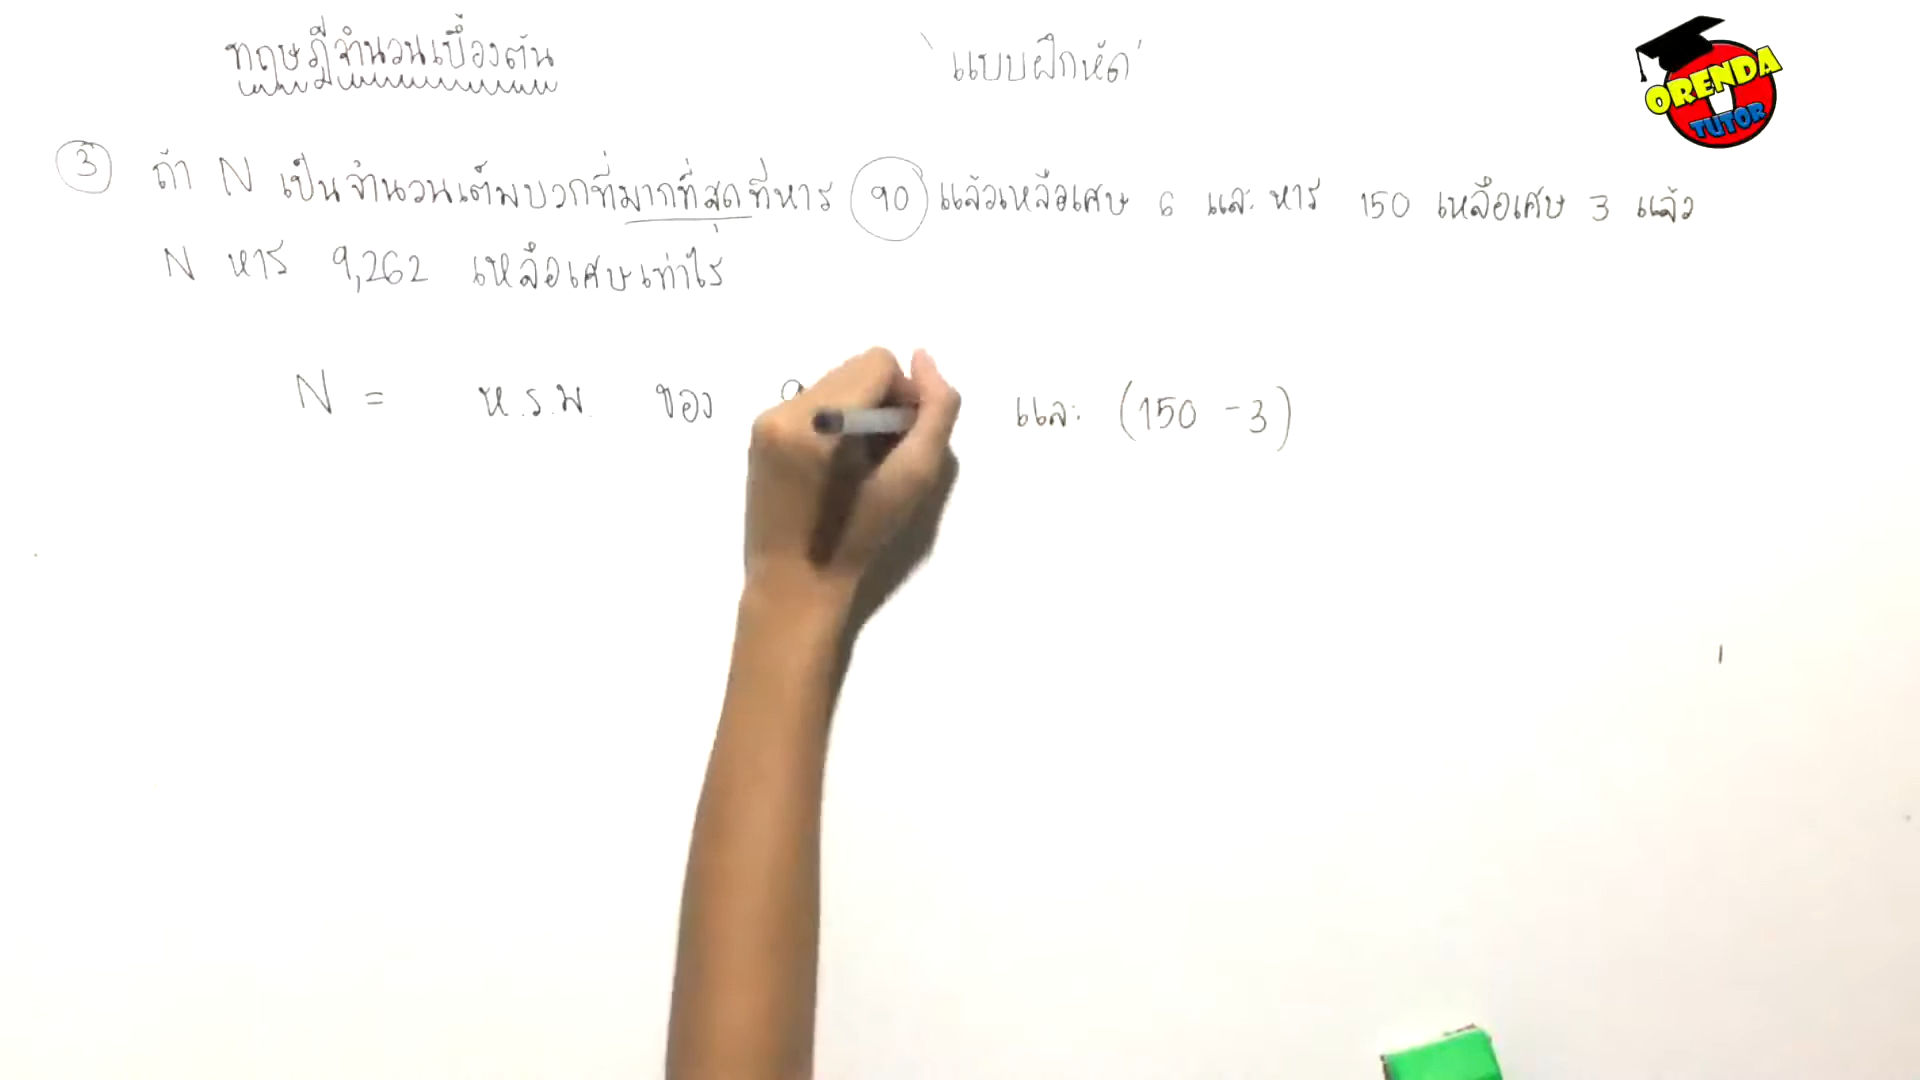 ทฤษฎีจำนวนเบื้องต้น
'แบบฝึกหัด'
ORENDA
TUTOR
3 ถ้า N เป็นจำนวนเต็มบวกที่มากที่สุดที่หาร 90 แล้วเหลือเศษ 6 และ หาร 150 เหลือเศษ 3 แล้ว
N หาร 9,262 เหลือเศษเท่าไร
N = ห.ร.ม. ของ และ (150 - 3)